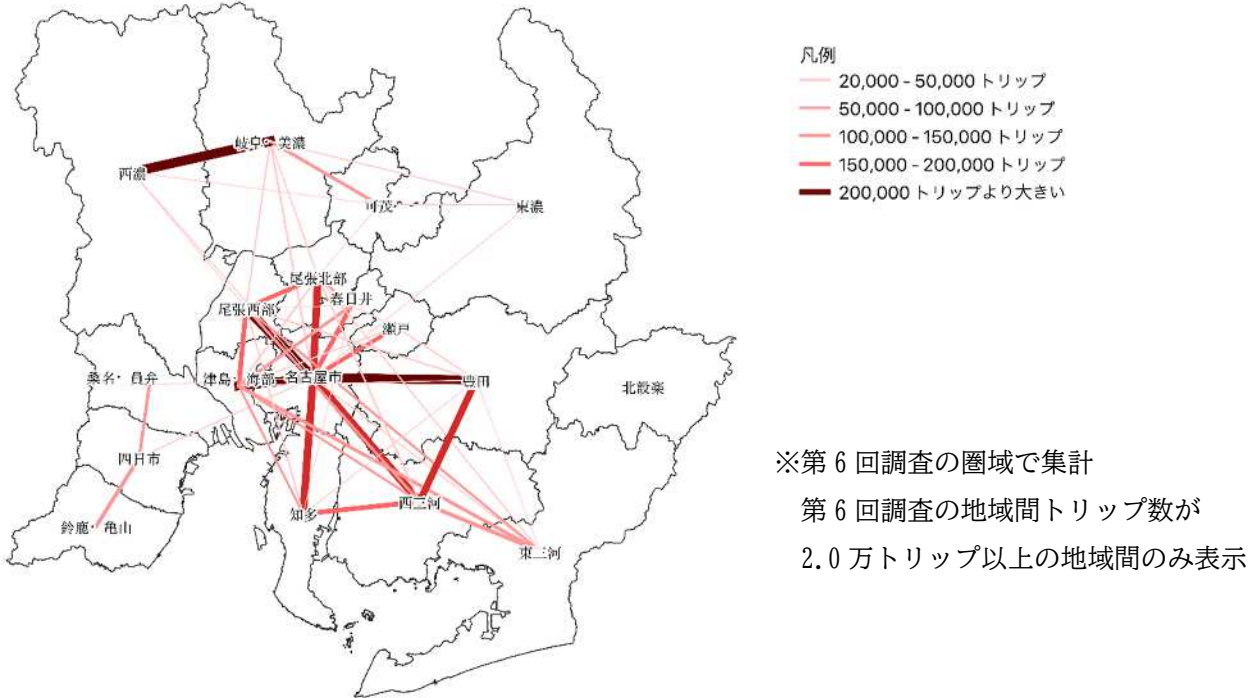 凡例
20,000 - 50,000 トリップ
50,000 - 100,000 トリップ
100,000 - 150,000 トリップ
150,000 - 200,000 トリップ
200,000 トリップより大きい
岐阜・美濃
西濃
可茂
東濃
尾張北部
春日井
尾張西部
瀬戸
桑名・員弁
津島・海部
名古屋市
豊田
北設楽
四日市
知多
西三河
鈴鹿・亀山
東三河
※第6回調査の圏域で集計
第6回調査の地域間トリップ数が
2.0万トリップ以上の地域間のみ表示